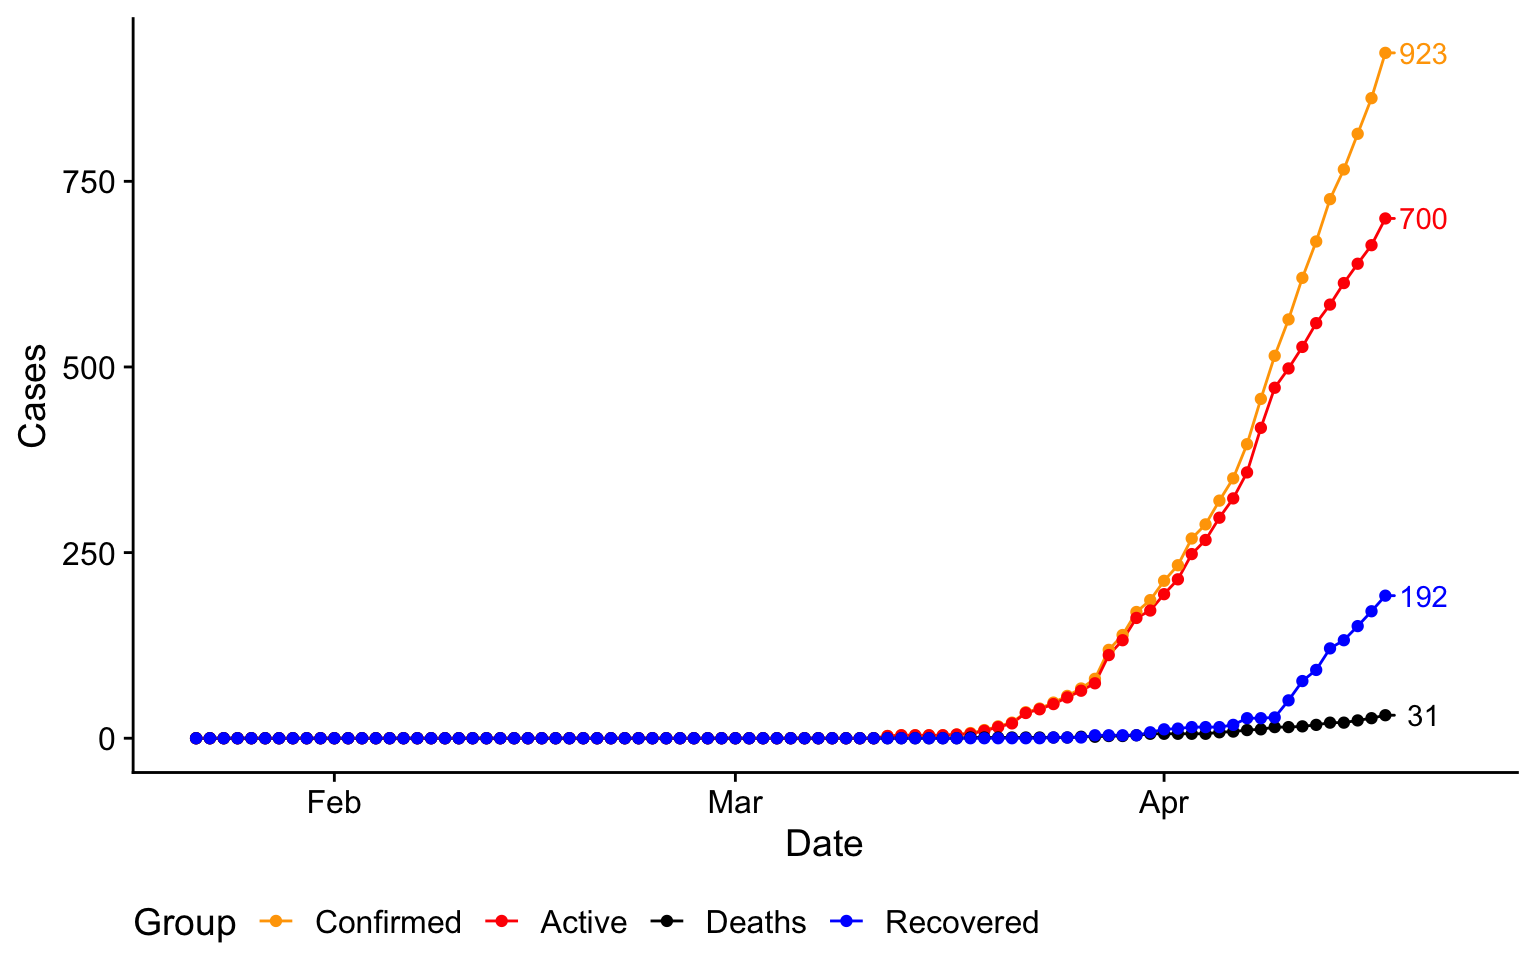 923
750
700
500
Cases
250
192
31
0
Feb Mar Apr
Date
Group Confirmed Active Deaths Recovered